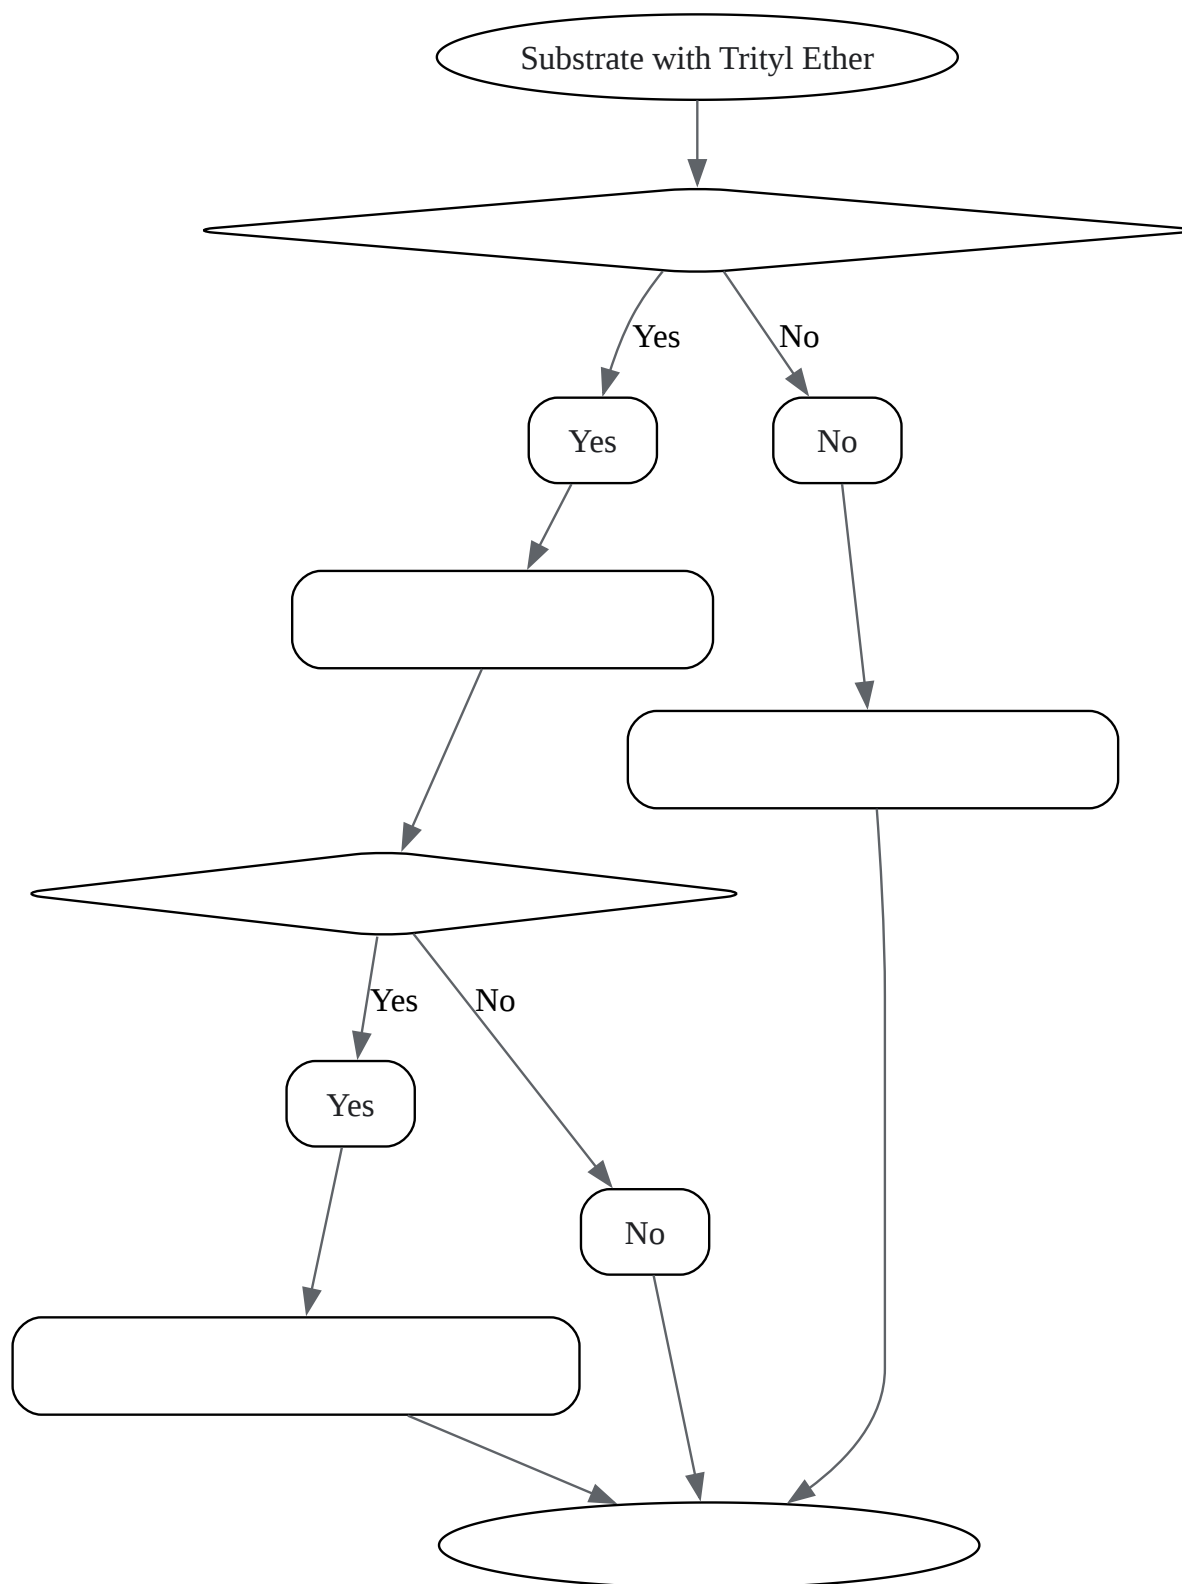 Substrate with Trityl Ether
Yes
No
Yes
No
Yes
No
Yes
No